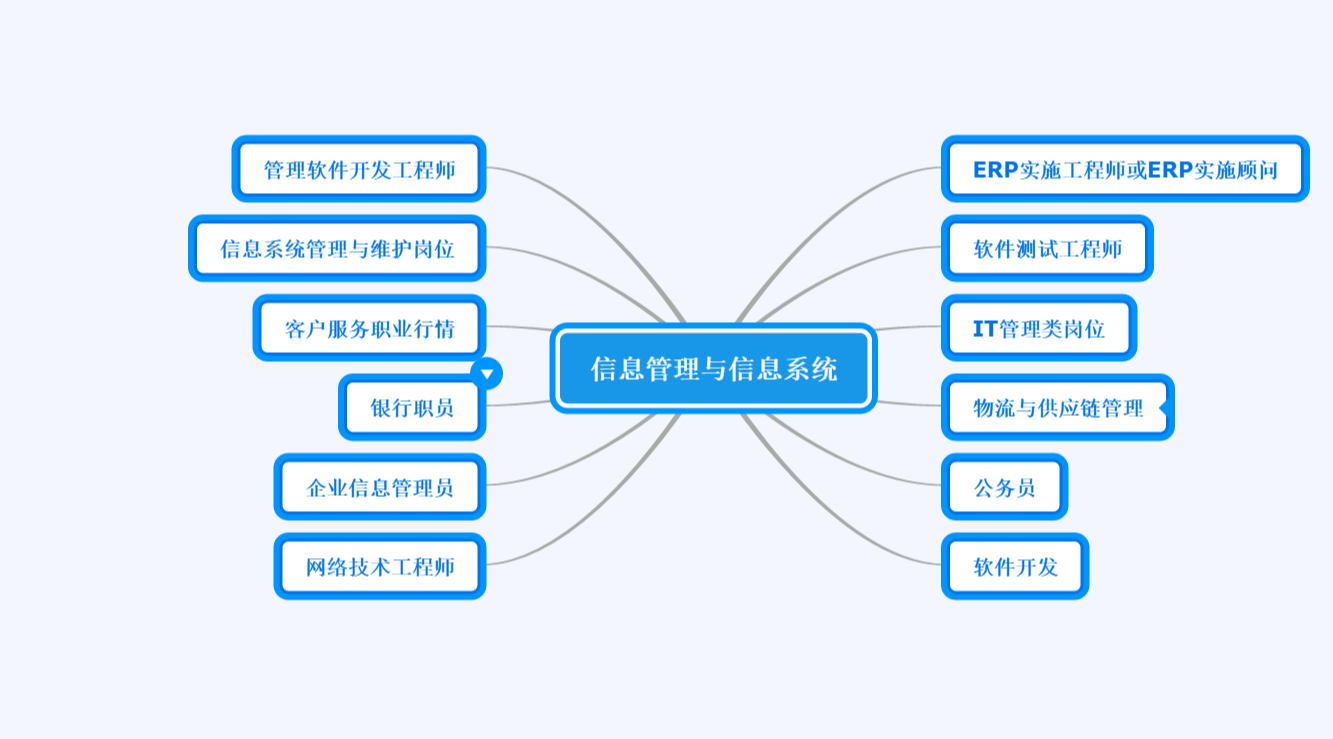 管理软件开发工程师
信息系统管理与维护岗位
客户服务职业行情
银行职员
企业信息管理员
网络技术工程师
信息管理与信息系统
ERP实施工程师或ERP实施顾问
软件测试工程师
IT管理类岗位
物流与供应链管理
公务员
软件开发